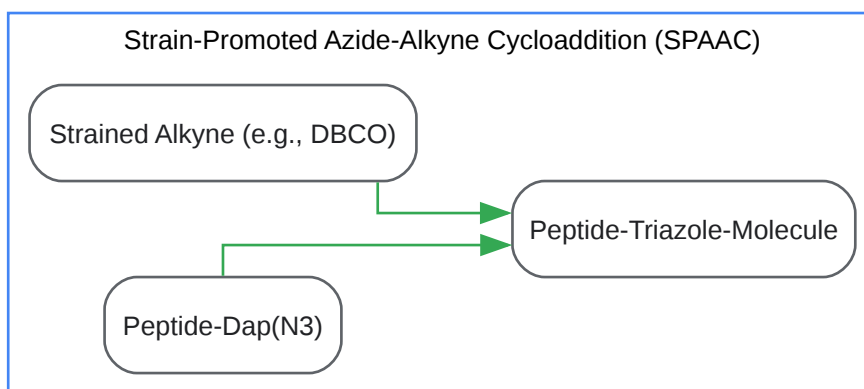 Strain-Promoted Azide-Alkyne Cycloaddition (SPAAC)
Strained Alkyne (e.g., DBCO)
Peptide-Triazole-Molecule
Peptide-Dap(N3)